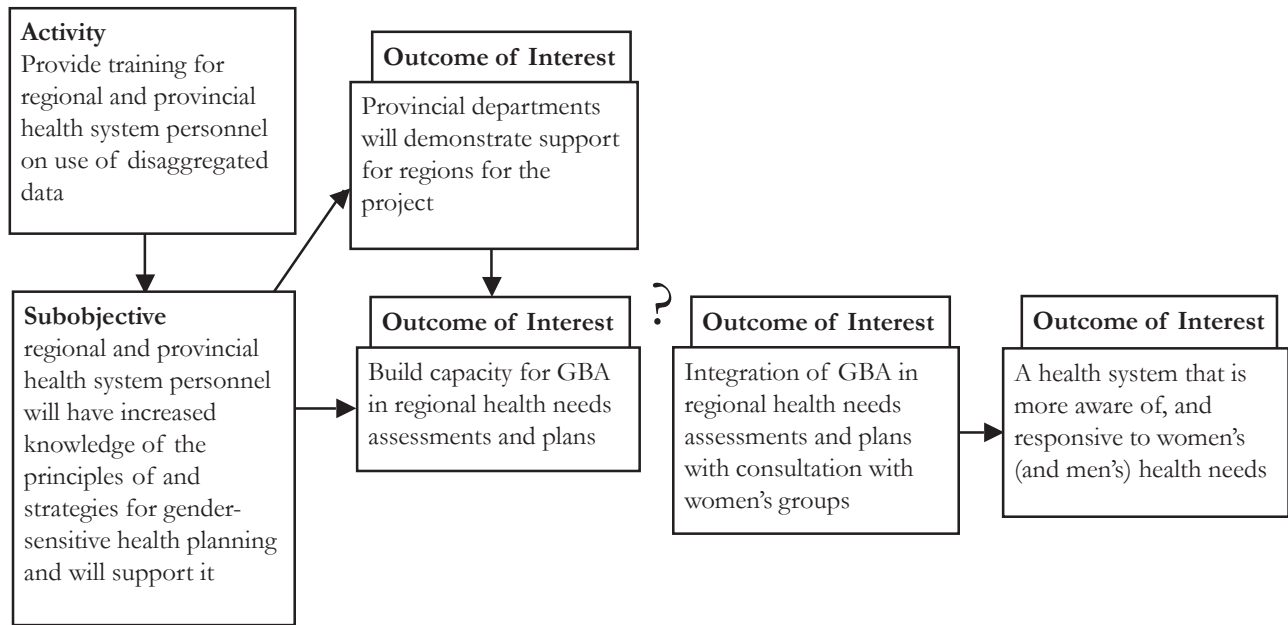 Activity
Provide training for
regional and provincial
health system personnel
on use of disaggregated
data
Outcome of Interest
Provincial departments
will demonstrate support
for regions for the
project
Subobjective
regional and provincial
health system personnel
will have increased
knowledge of the
principles of and
strategies for gender-
sensitive health planning
and will support it
Outcome of Interest
Build capacity for GBA
in regional health needs
assessments and plans
?
Outcome of Interest
Integration of GBA in
regional health needs
assessments and plans
with consultation with
women’s groups
Outcome of Interest
A health system that is
more aware of, and
responsive to women’s
(and men’s) health needs